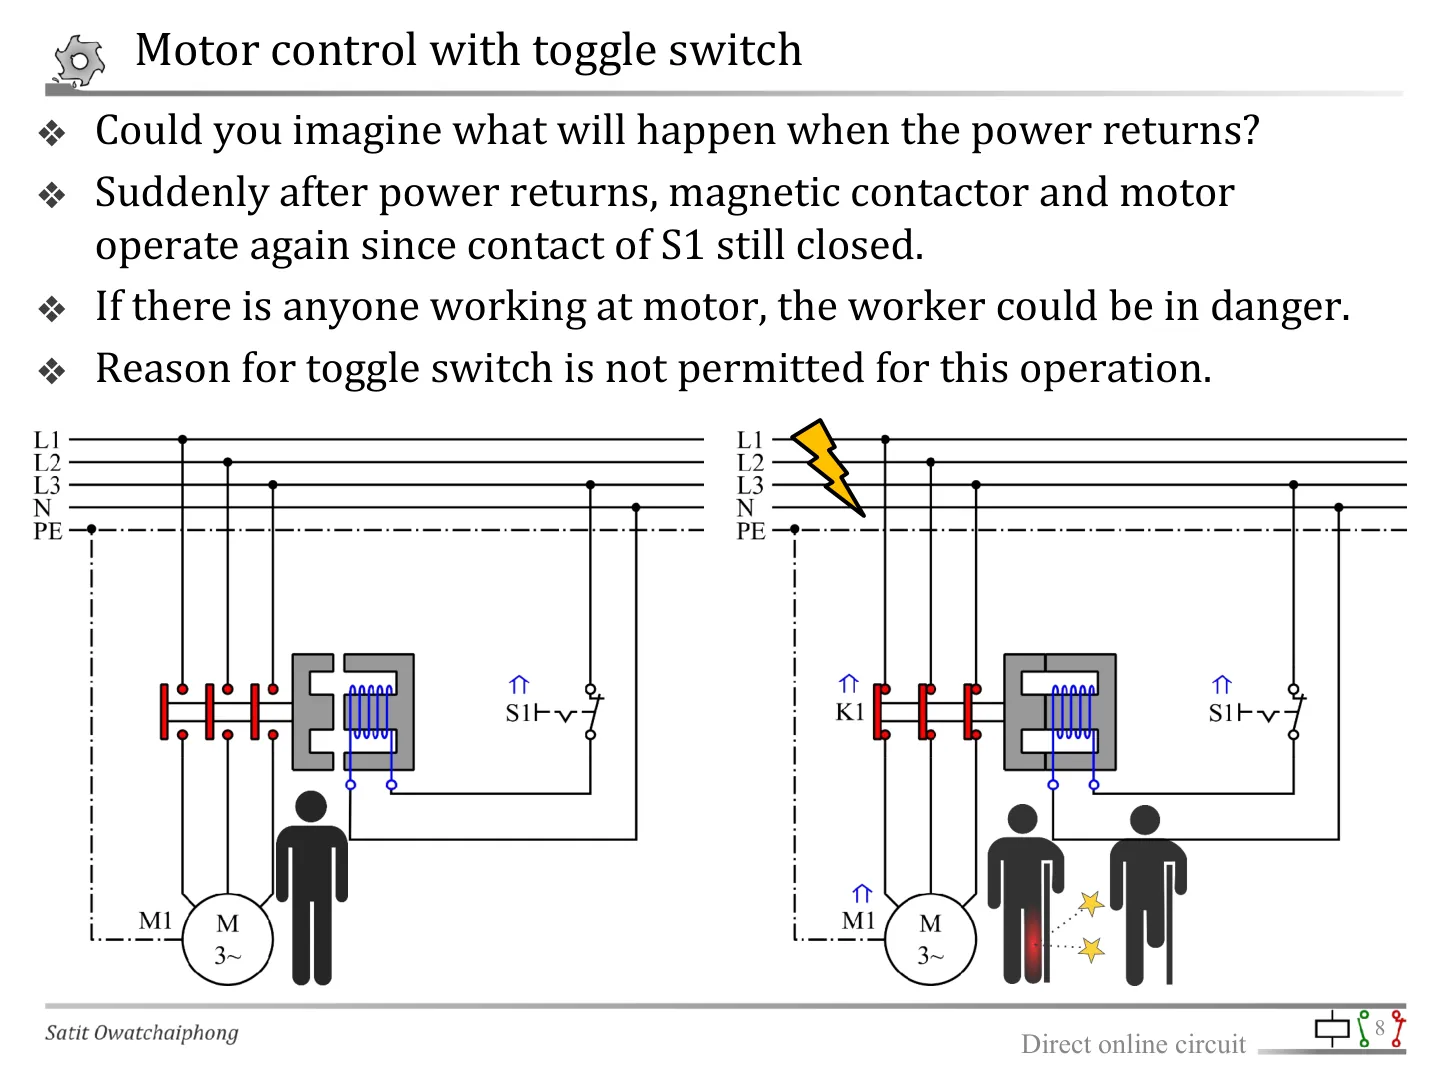 Motor control with toggle switch
Could you imagine what will happen when the power returns?
Suddenly after power returns, magnetic contactor and motor
operate again since contact of S1 still closed.
If there is anyone working at motor, the worker could be in danger.
Reason for toggle switch is not permitted for this operation.
L1
L2
L3
N
PE
S1
M1
M
3~
L1
L2
L3
N
PE
K1
S1
M1
M
3~
Satit Owatchaiphong
Direct online circuit
8